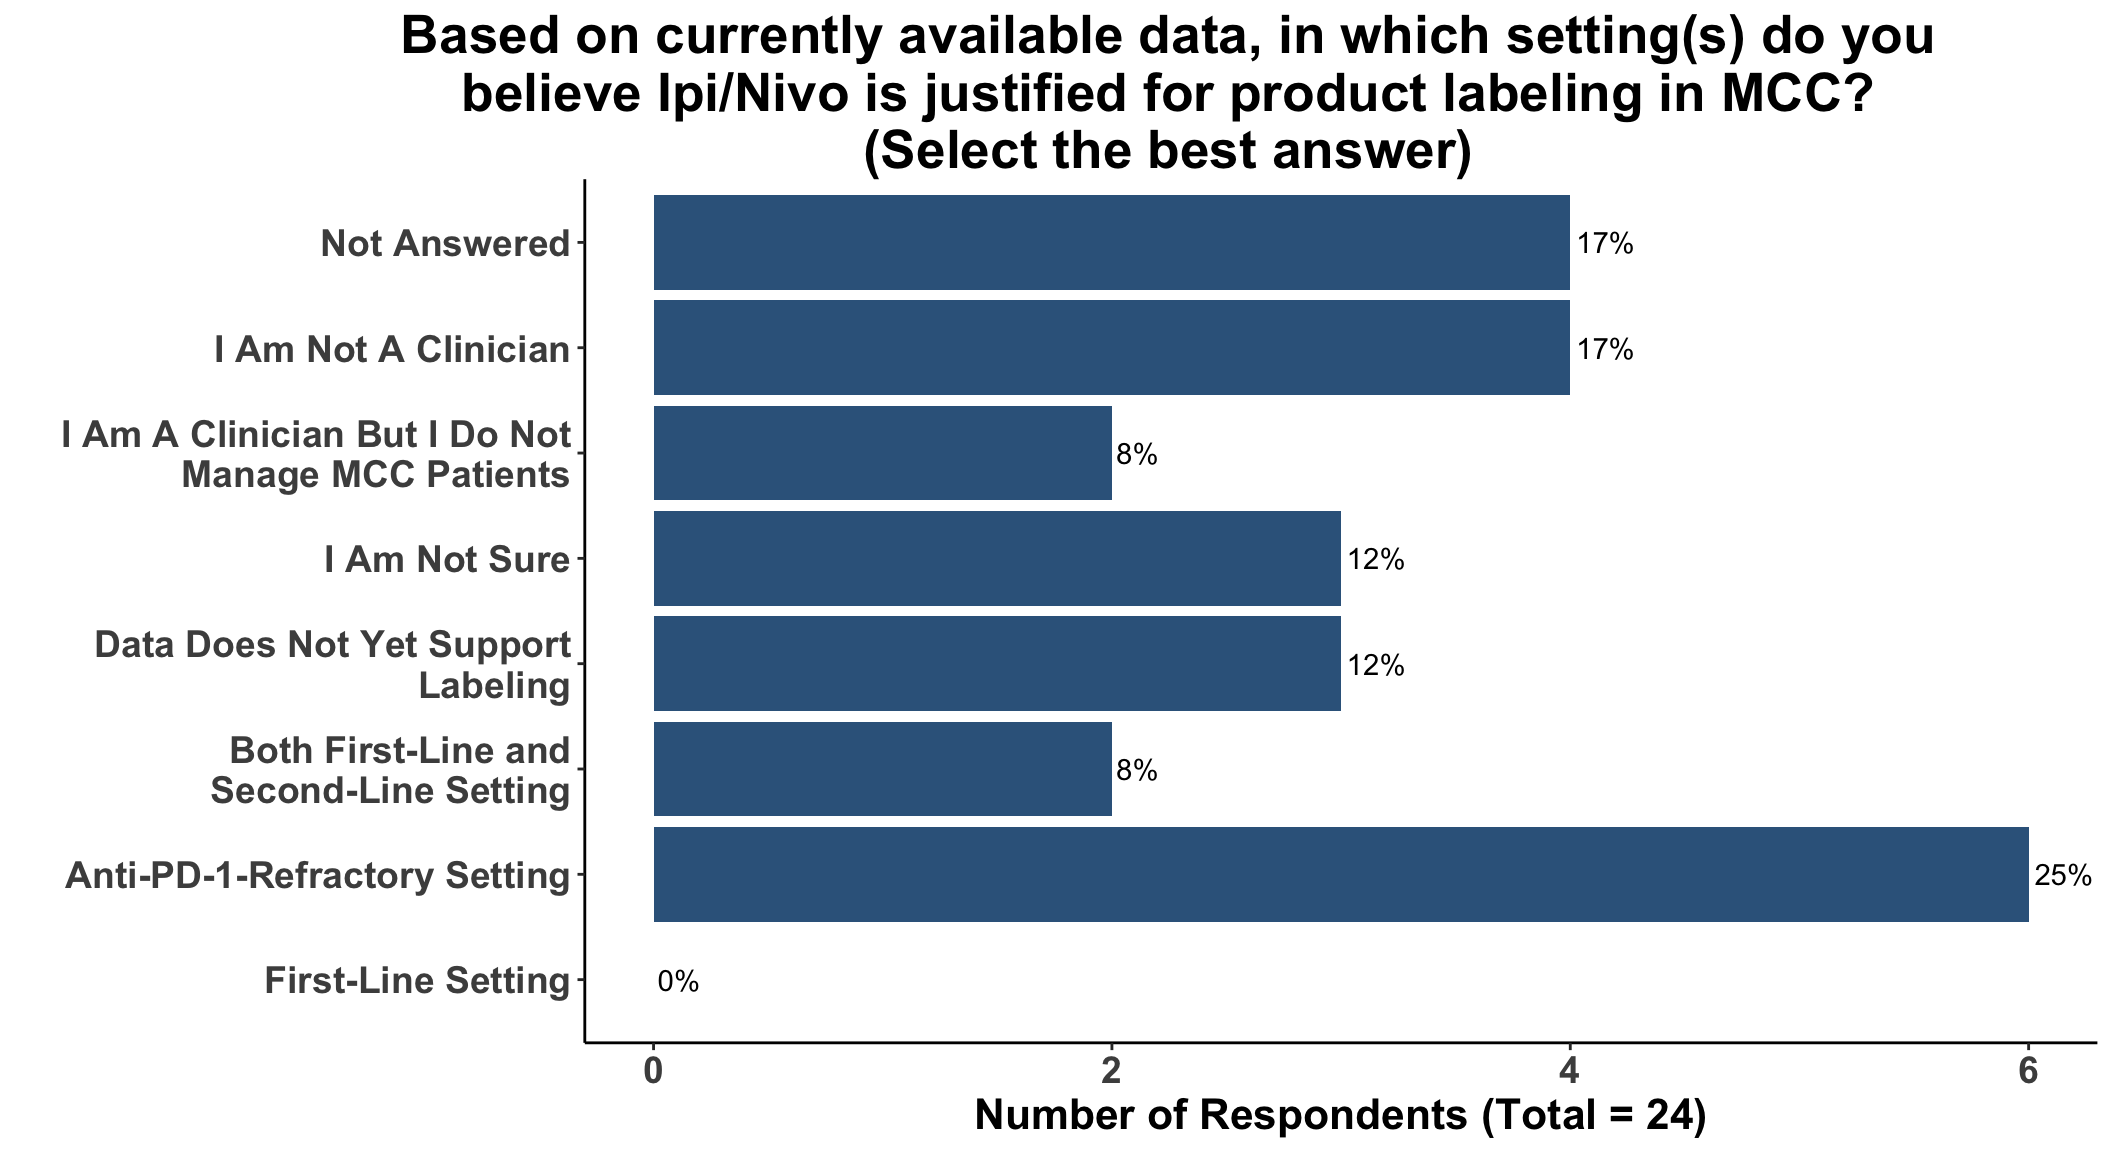 Based on currently available data, in which setting(s) do you
believe Ipi/Nivo is justified for product labeling in MCC?
(Select the best answer)
Not Answered
17%
I Am Not A Clinician
17%
I Am A Clinician But I Do Not
Manage MCC Patients
8%
I Am Not Sure
12%
Data Does Not Yet Support
Labeling
12%
Both First-Line and
Second-Line Setting
8%
Anti-PD-1-Refractory Setting
25%
First-Line Setting
0%
0 2 4 6
Number of Respondents (Total = 24)